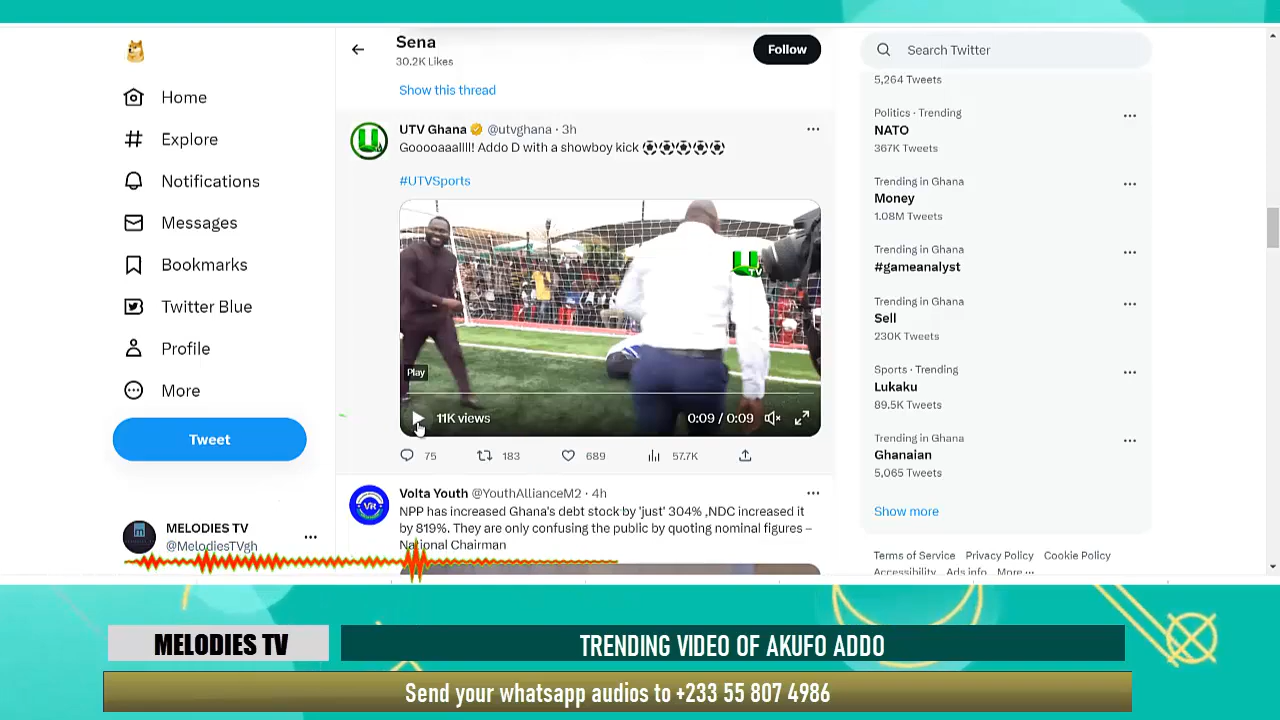 Home
Explore
Notifications
Messages
Bookmarks
Twitter Blue
Profile
More
Tweet
MELODIES TV
@MelodiesTVgh
Sena
30.2K Likes
Follow
Show this thread
UTV Ghana @utvghana · 3h
Gooooaaallll! Addo D with a showboy kick ⚽⚽⚽⚽⚽
#UTVSports
U
TV
Play
11K views
0:09 / 0:09
75
183
689
57.7K
Volta Youth @YouthAllianceM2 · 4h
NPP has increased Ghana's debt stock by 'just' 304% ,NDC increased it
by 819%. They are only confusing the public by quoting nominal figures –
National Chairman
Search Twitter
5,264 Tweets
Politics · Trending
NATO
367K Tweets
Trending in Ghana
Money
1.08M Tweets
Trending in Ghana
#gameanalyst
Trending in Ghana
Sell
230K Tweets
Sports · Trending
Lukaku
89.5K Tweets
Trending in Ghana
Ghanaian
5,065 Tweets
Show more
Terms of Service Privacy Policy Cookie Policy
Accessibility Ads info More ...
MELODIES TV
TRENDING VIDEO OF AKUFO ADDO
Send your whatsapp audios to +233 55 807 4986